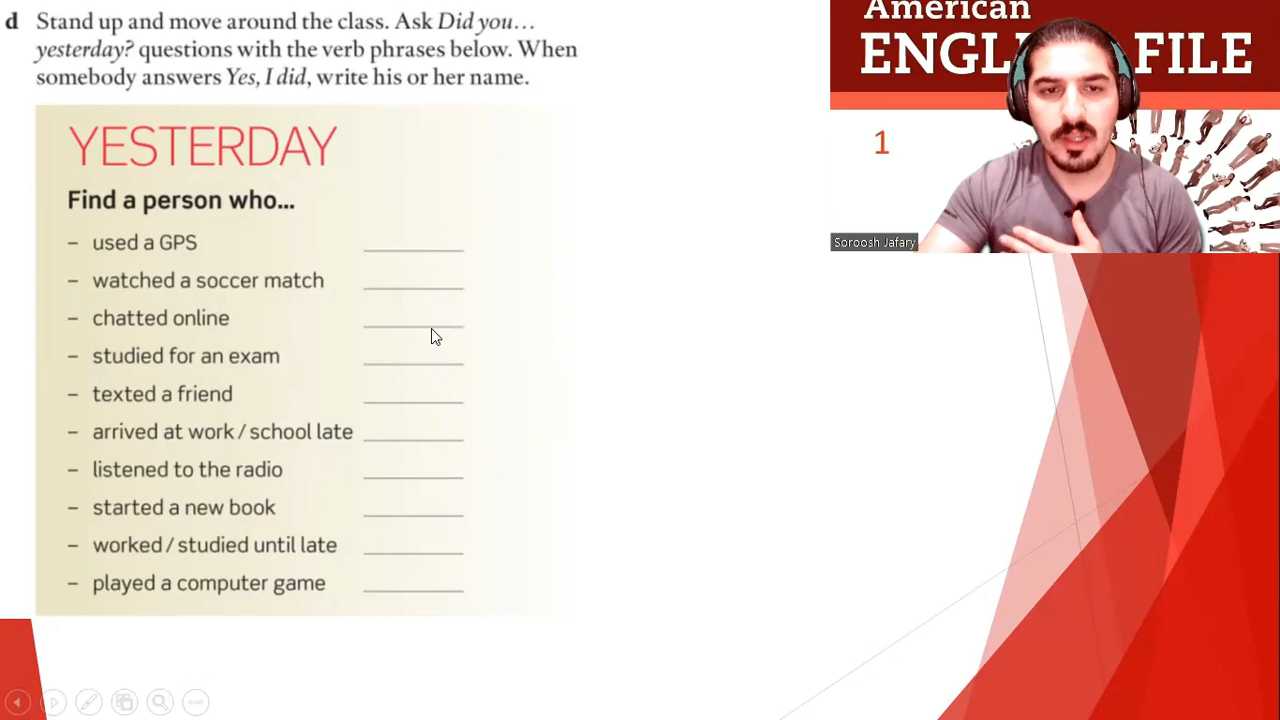 d Stand up and move around the class. Ask Did you…
yesterday? questions with the verb phrases below. When
somebody answers Yes, I did, write his or her name.
YESTERDAY
Find a person who...
– used a GPS
– watched a soccer match
– chatted online
– studied for an exam
– texted a friend
– arrived at work / school late
– listened to the radio
– started a new book
– worked / studied until late
– played a computer game
American
FILE
1
Soroosh Jafary